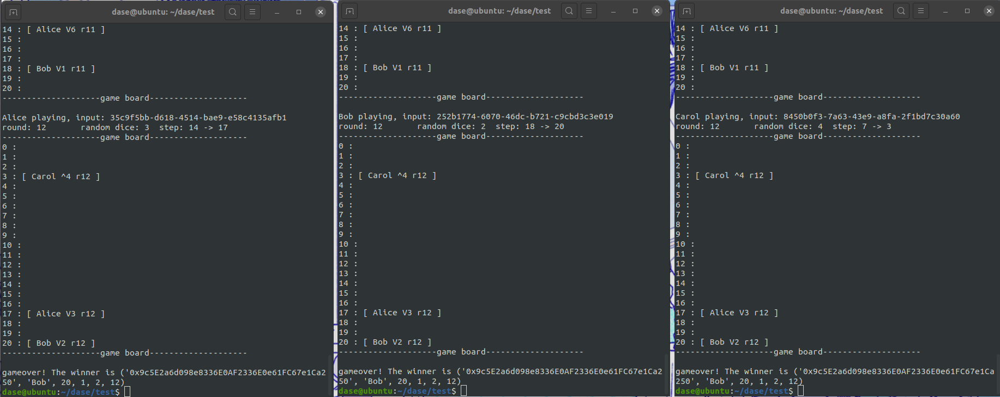 dase@ubuntu: ~/dase/test
14 : [ Alice V6 r11 ]
15 :
16 :
17 :
18 : [ Bob V1 r11 ]
19 :
20 :
--------------------game board--------------------
Alice playing, input: 35c9f5bb-d618-4514-bae9-e58c4135afb1
round: 12       random dice: 3  step: 14 -> 17
--------------------game board--------------------
0 :
1 :
2 :
3 : [ Carol ^4 r12 ]
4 :
5 :
6 :
7 :
8 :
9 :
10 :
11 :
12 :
13 :
14 :
15 :
16 :
17 : [ Alice V3 r12 ]
18 :
19 :
20 : [ Bob V2 r12 ]
--------------------game board--------------------
gameover! The winner is ('0x9c5E2a6d098e8336E0AF2336E0e61FC67e1Ca2
50', 'Bob', 20, 1, 2, 12)
dase@ubuntu:~/dase/test$
dase@ubuntu: ~/dase/test
14 : [ Alice V6 r11 ]
15 :
16 :
17 :
18 : [ Bob V1 r11 ]
19 :
20 :
--------------------game board--------------------
Bob playing, input: 252b1774-6070-46dc-b721-c9cbd3c3e019
round: 12       random dice: 2  step: 18 -> 20
--------------------game board--------------------
0 :
1 :
2 :
3 : [ Carol ^4 r12 ]
4 :
5 :
6 :
7 :
8 :
9 :
10 :
11 :
12 :
13 :
14 :
15 :
16 :
17 : [ Alice V3 r12 ]
18 :
19 :
20 : [ Bob V2 r12 ]
--------------------game board--------------------
gameover! The winner is ('0x9c5E2a6d098e8336E0AF2336E0e61FC67e1Ca2
50', 'Bob', 20, 1, 2, 12)
dase@ubuntu:~/dase/test$
dase@ubuntu: ~/dase/test
14 : [ Alice V6 r11 ]
15 :
16 :
17 :
18 : [ Bob V1 r11 ]
19 :
20 :
--------------------game board--------------------
Carol playing, input: 8450b0f3-7a63-43e9-a8fa-2f1bd7c30a60
round: 12       random dice: 4  step: 7 -> 3
--------------------game board--------------------
0 :
1 :
2 :
3 : [ Carol ^4 r12 ]
4 :
5 :
6 :
7 :
8 :
9 :
10 :
11 :
12 :
13 :
14 :
15 :
16 :
17 : [ Alice V3 r12 ]
18 :
19 :
20 : [ Bob V2 r12 ]
--------------------game board--------------------
gameover! The winner is ('0x9c5E2a6d098e8336E0AF2336E0e61FC67e1Ca
250', 'Bob', 20, 1, 2, 12)
dase@ubuntu:~/dase/test$